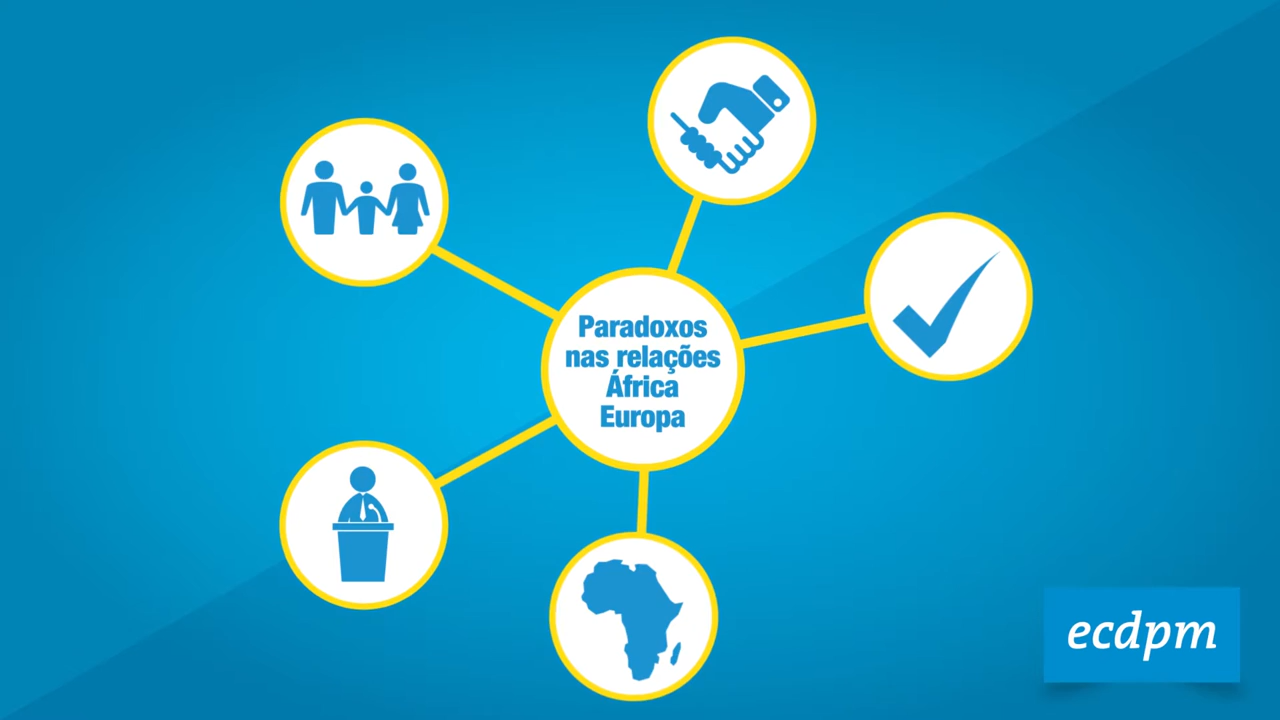 Paradoxos
nas relações
África
Europa
ecdpm